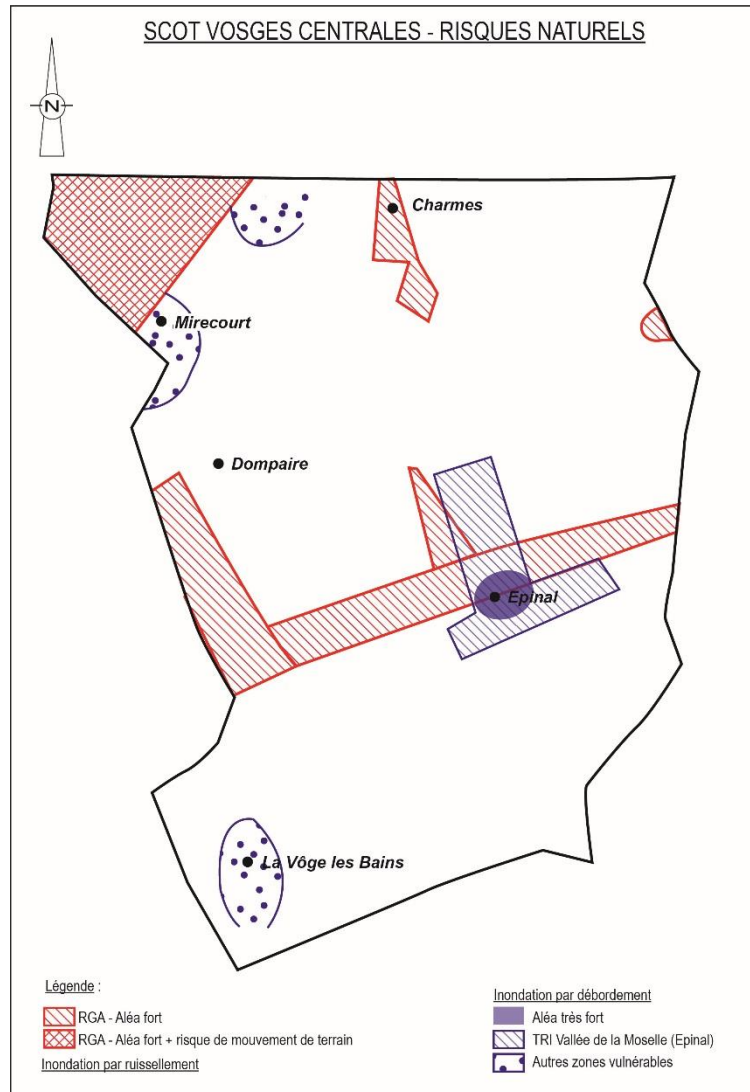 SCOT VOSGES CENTRALES - RISQUES NATURELS
N
Charmes
Mirecourt
Dompaire
Epinal
La Vôge les Bains
Légende :
RGA - Aléa fort
RGA - Aléa fort + risque de mouvement de terrain
Inondation par ruissellement
Inondation par débordement
Aléa très fort
TRI Vallée de la Moselle (Epinal)
Autres zones vulnérables